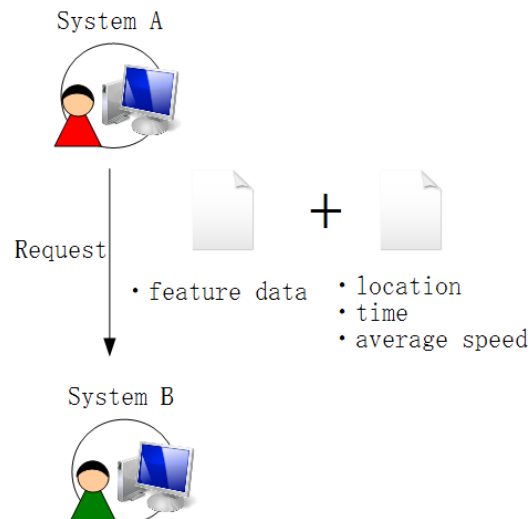 System A
Request
+
・feature data
・location
・time
・average speed
System B